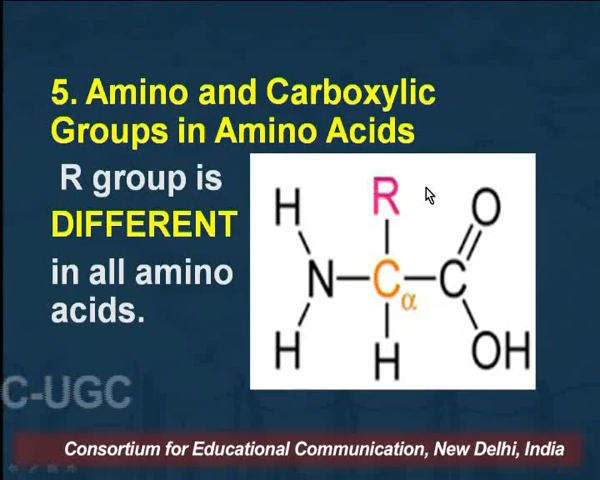 5. Amino and Carboxylic
Groups in Amino Acids
R group is
DIFFERENT
in all amino
acids.
H R O
N C C
α
H H OH
C-UGC
Consortium for Educational Communication, New Delhi, India